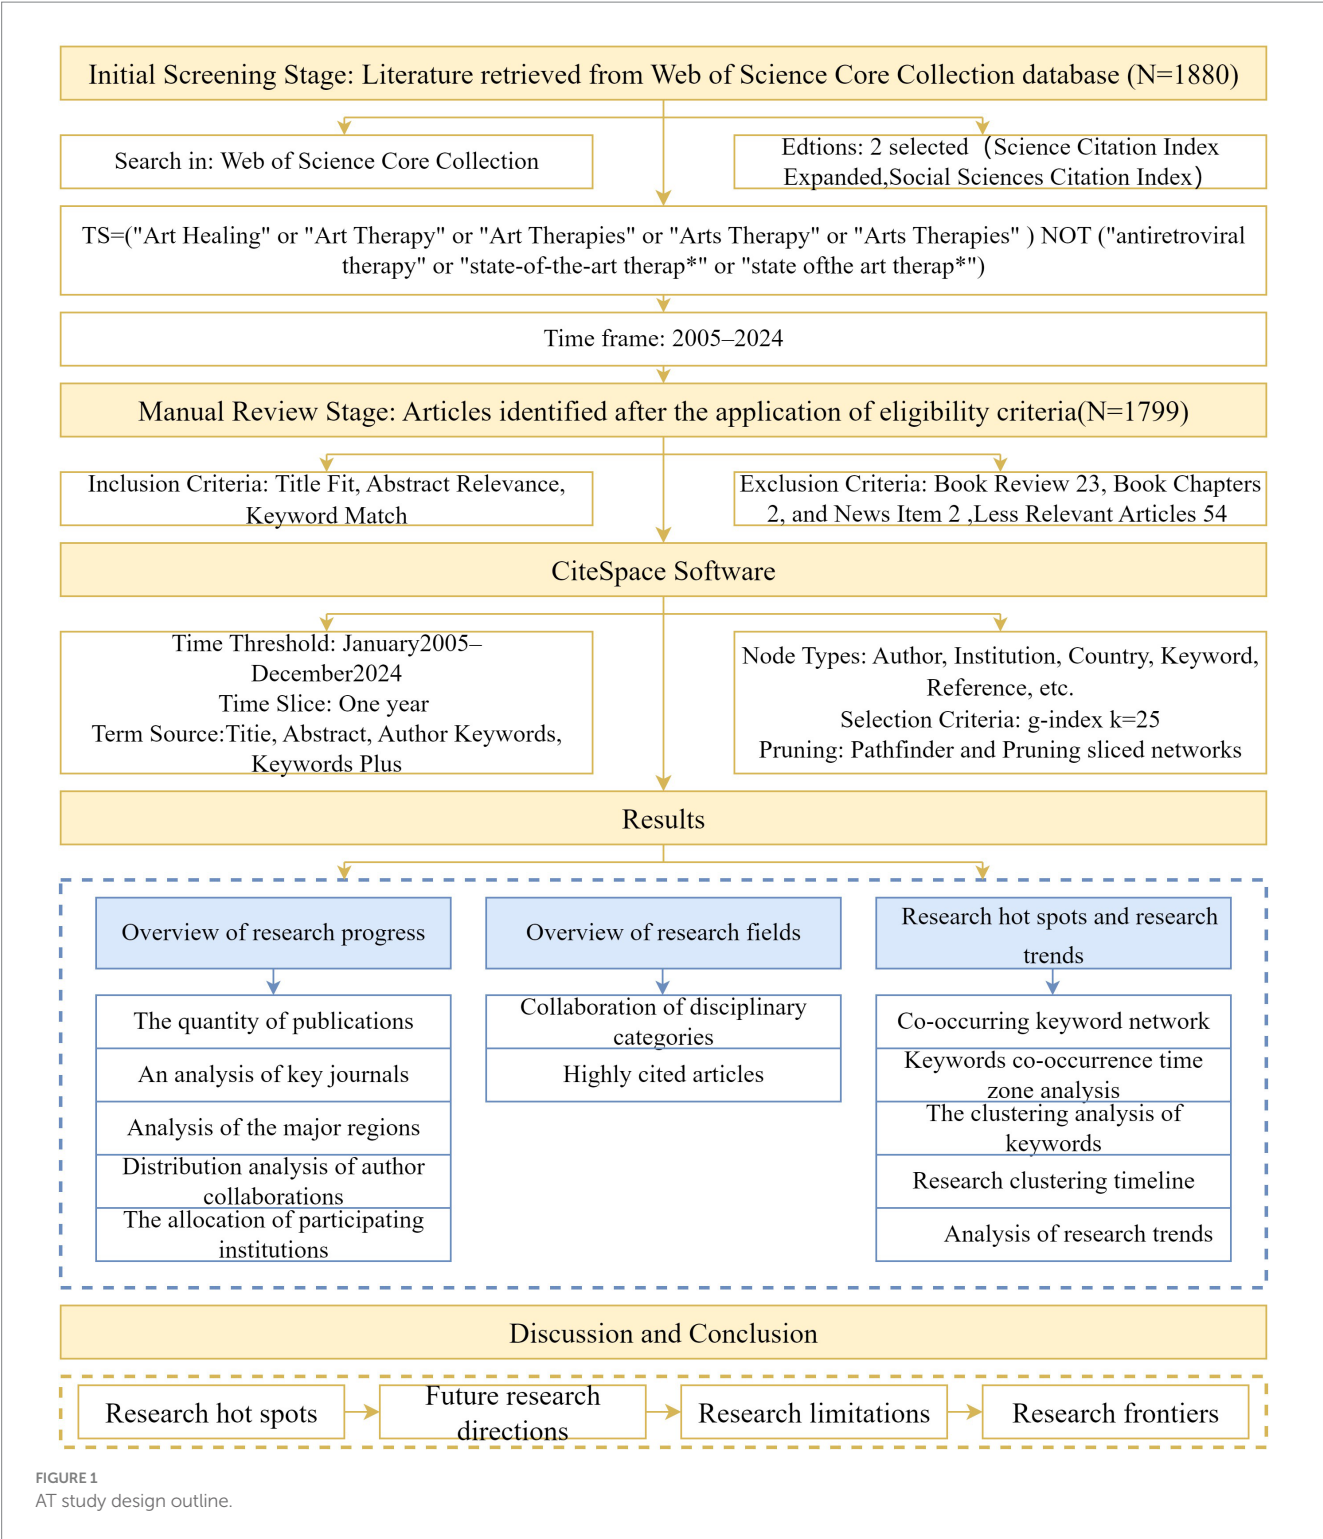 Initial Screening Stage: Literature retrieved from Web of Science Core Collection database (N=1880)
Search in: Web of Science Core Collection
Edtions: 2 selected（Science Citation Index
Expanded,Social Sciences Citation Index）
TS=("Art Healing" or "Art Therapy" or "Art Therapies" or "Arts Therapy" or "Arts Therapies" ) NOT ("antiretroviral
therapy" or "state-of-the-art therap*" or "state ofthe art therap*")
Time frame: 2005–2024
Manual Review Stage: Articles identified after the application of eligibility criteria(N=1799)
Inclusion Criteria: Title Fit, Abstract Relevance,
Keyword Match
Exclusion Criteria: Book Review 23, Book Chapters
2, and News Item 2 ,Less Relevant Articles 54
CiteSpace Software
Time Threshold: January2005–
December2024
Time Slice: One year
Term Source:Titie, Abstract, Author Keywords,
Keywords Plus
Node Types: Author, Institution, Country, Keyword,
Reference, etc.
Selection Criteria: g-index k=25
Pruning: Pathfinder and Pruning sliced networks
Results
Overview of research progress
The quantity of publications
An analysis of key journals
Analysis of the major regions
Distribution analysis of author
collaborations
The allocation of participating
institutions
Overview of research fields
Collaboration of disciplinary
categories
Highly cited articles
Research hot spots and research
trends
Co-occurring keyword network
Keywords co-occurrence time
zone analysis
The clustering analysis of
keywords
Research clustering timeline
Analysis of research trends
Discussion and Conclusion
Research hot spots
Future research
directions
Research limitations
Research frontiers
FIGURE 1
AT study design outline.